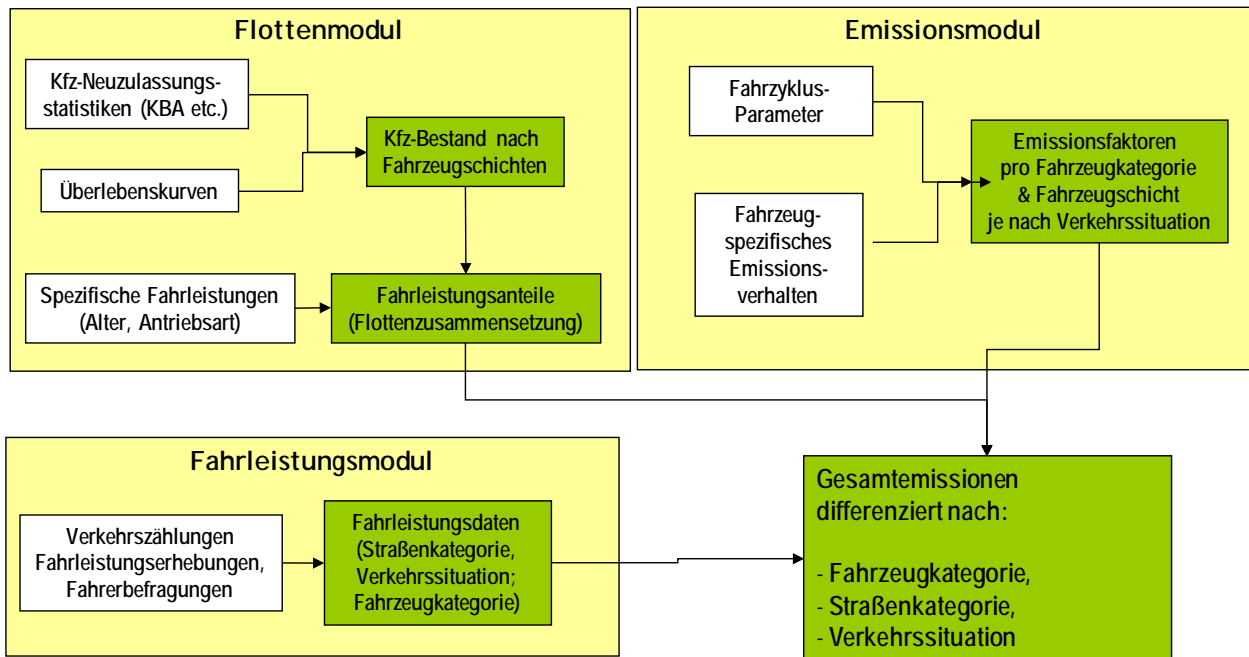 Flottenmodul
Kfz-Neuzulassungs-
statistiken (KBA etc.)
Überlebenskurven
Kfz-Bestand nach
Fahrzeugschichten
Spezifische Fahrleistungen
(Alter, Antriebsart)
Fahrleistungsanteile
(Flottenzusammensetzung)
Emissionsmodul
Fahrzyklus-
Parameter
Fahrzeug-
spezifisches
Emissions-
verhalten
Emissionsfaktoren
pro Fahrzeugkategorie
& Fahrzeugschicht
je nach Verkehrssituation
Fahrleistungsmodul
Verkehrszählungen
Fahrleistungserhebungen,
Fahrerbefragungen
Fahrleistungsdaten
(Straßenkategorie,
Verkehrssituation;
Fahrzeugkategorie)
Gesamtemissionen
differenziert nach:
- Fahrzeugkategorie,
- Straßenkategorie,
- Verkehrssituation